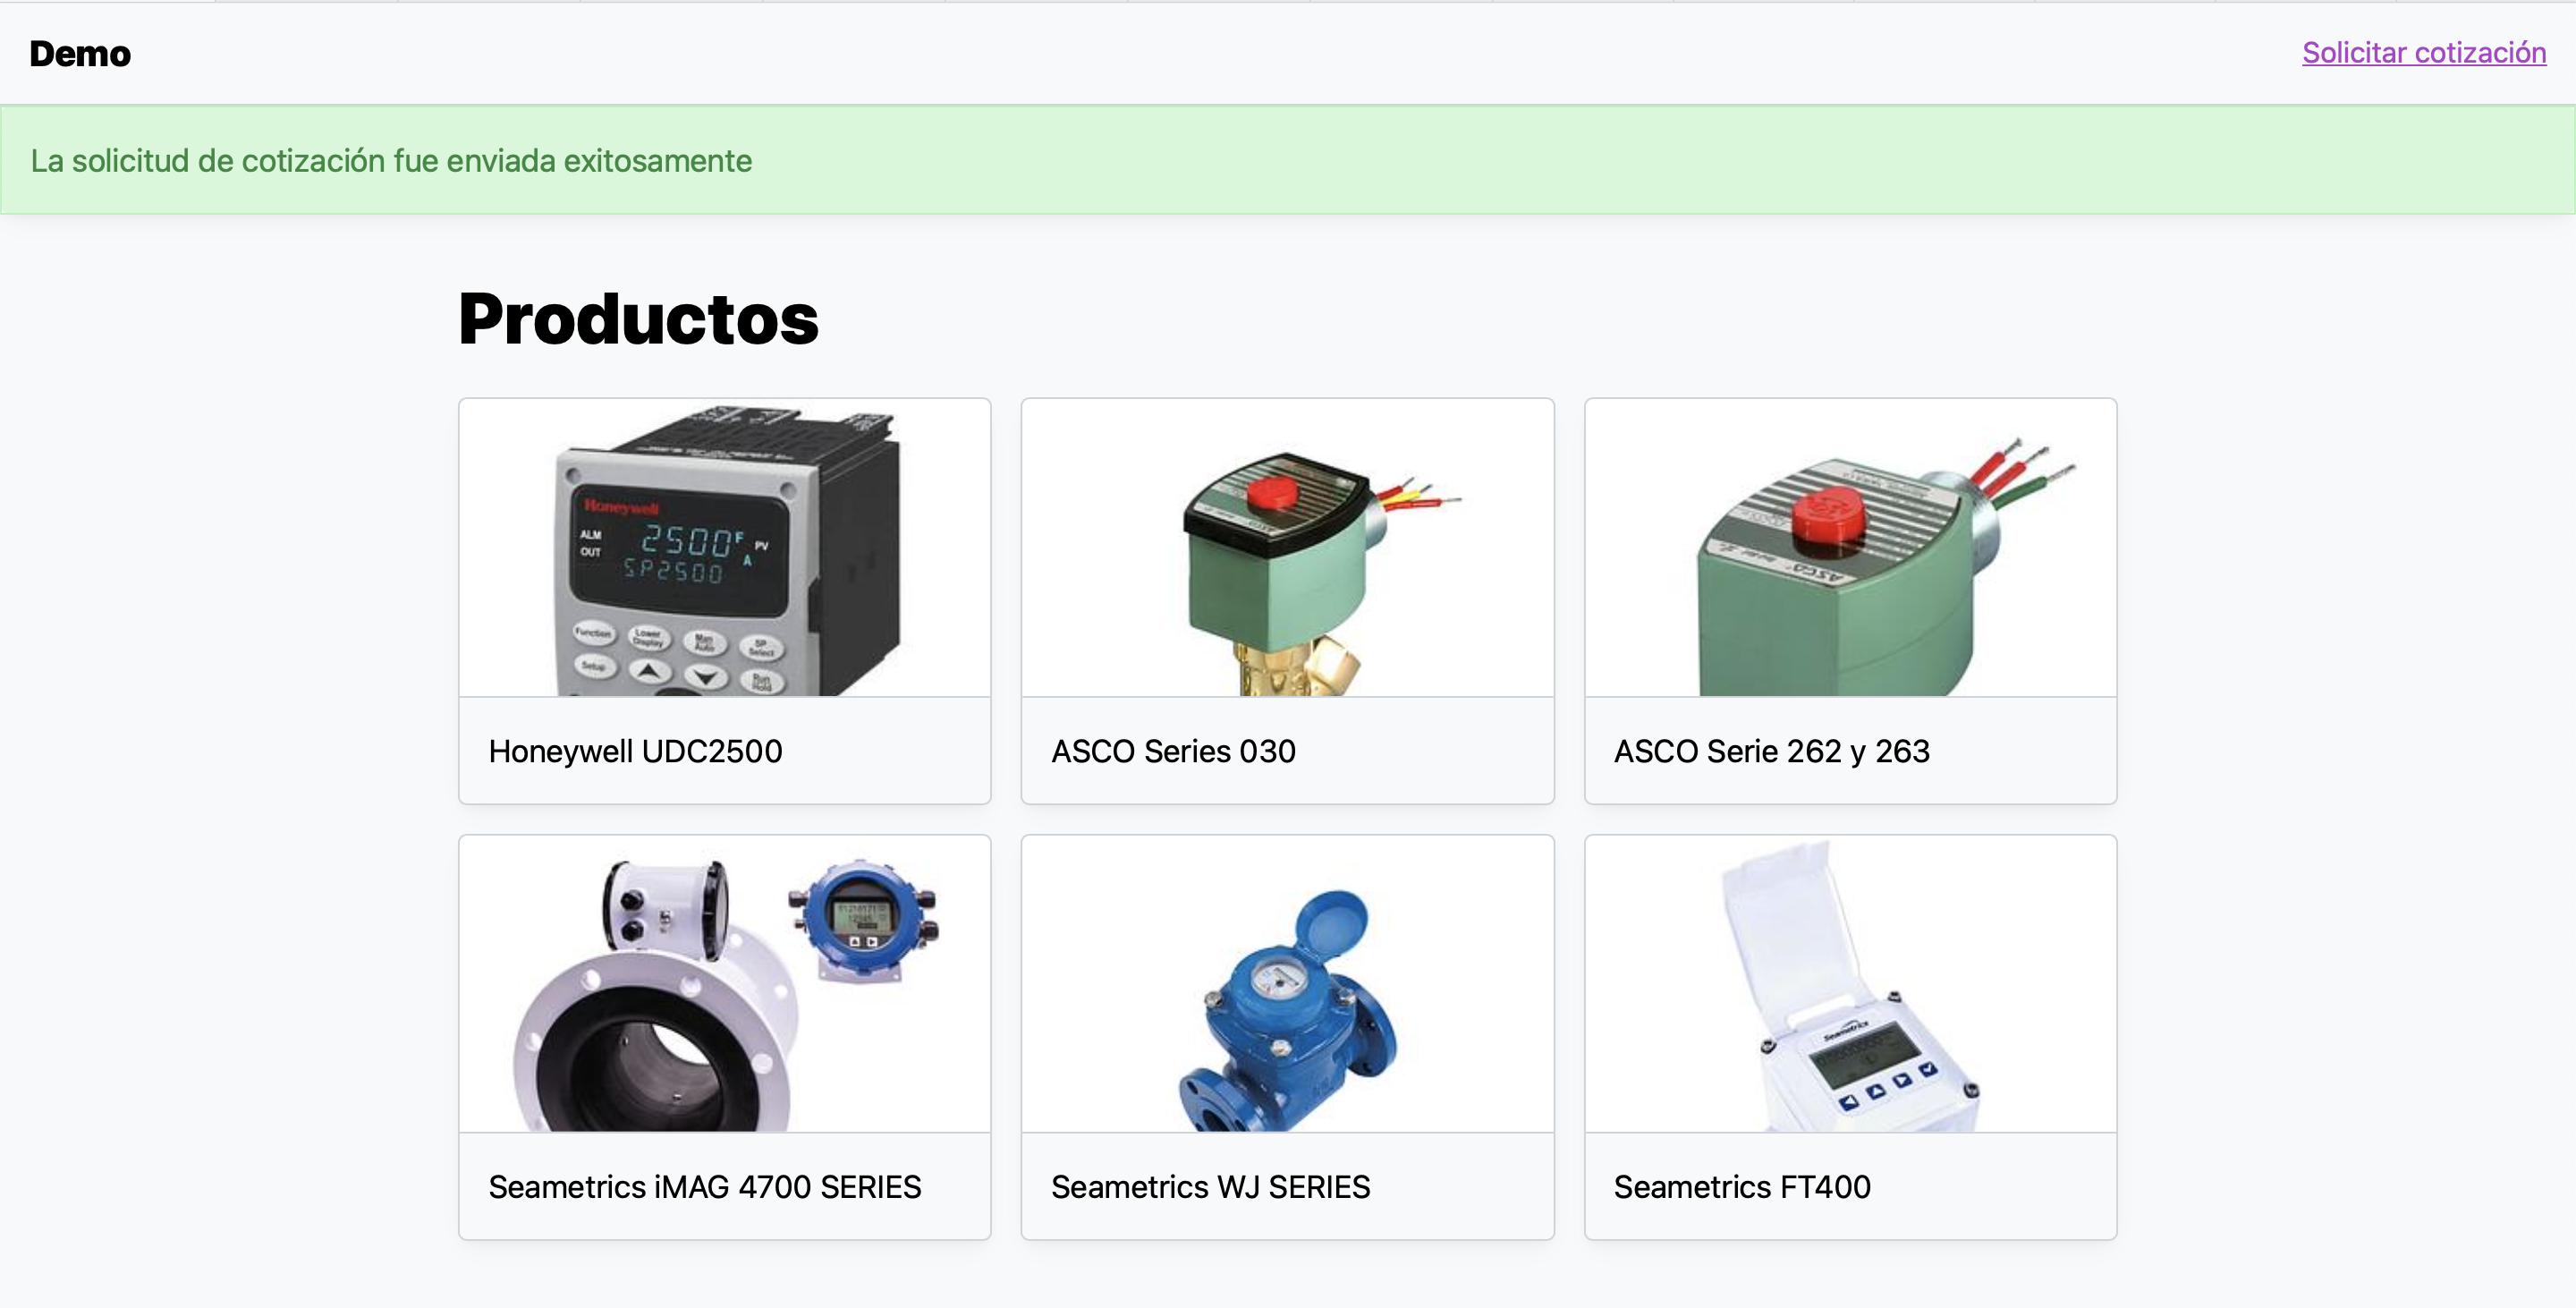 Demo
Solicitar cotización
La solicitud de cotización fue enviada exitosamente
Productos
Honeywell
2500 F
ALM
PV
OUT
A
SP2500
Function
Lower Display
Man Auto
SP Select
Setup
Run Hold
ASCO
Honeywell UDC2500
ASCO Series 030
ASCO Serie 262 y 263
Seametrics
Seametrics iMAG 4700 SERIES
Seametrics WJ SERIES
Seametrics FT400